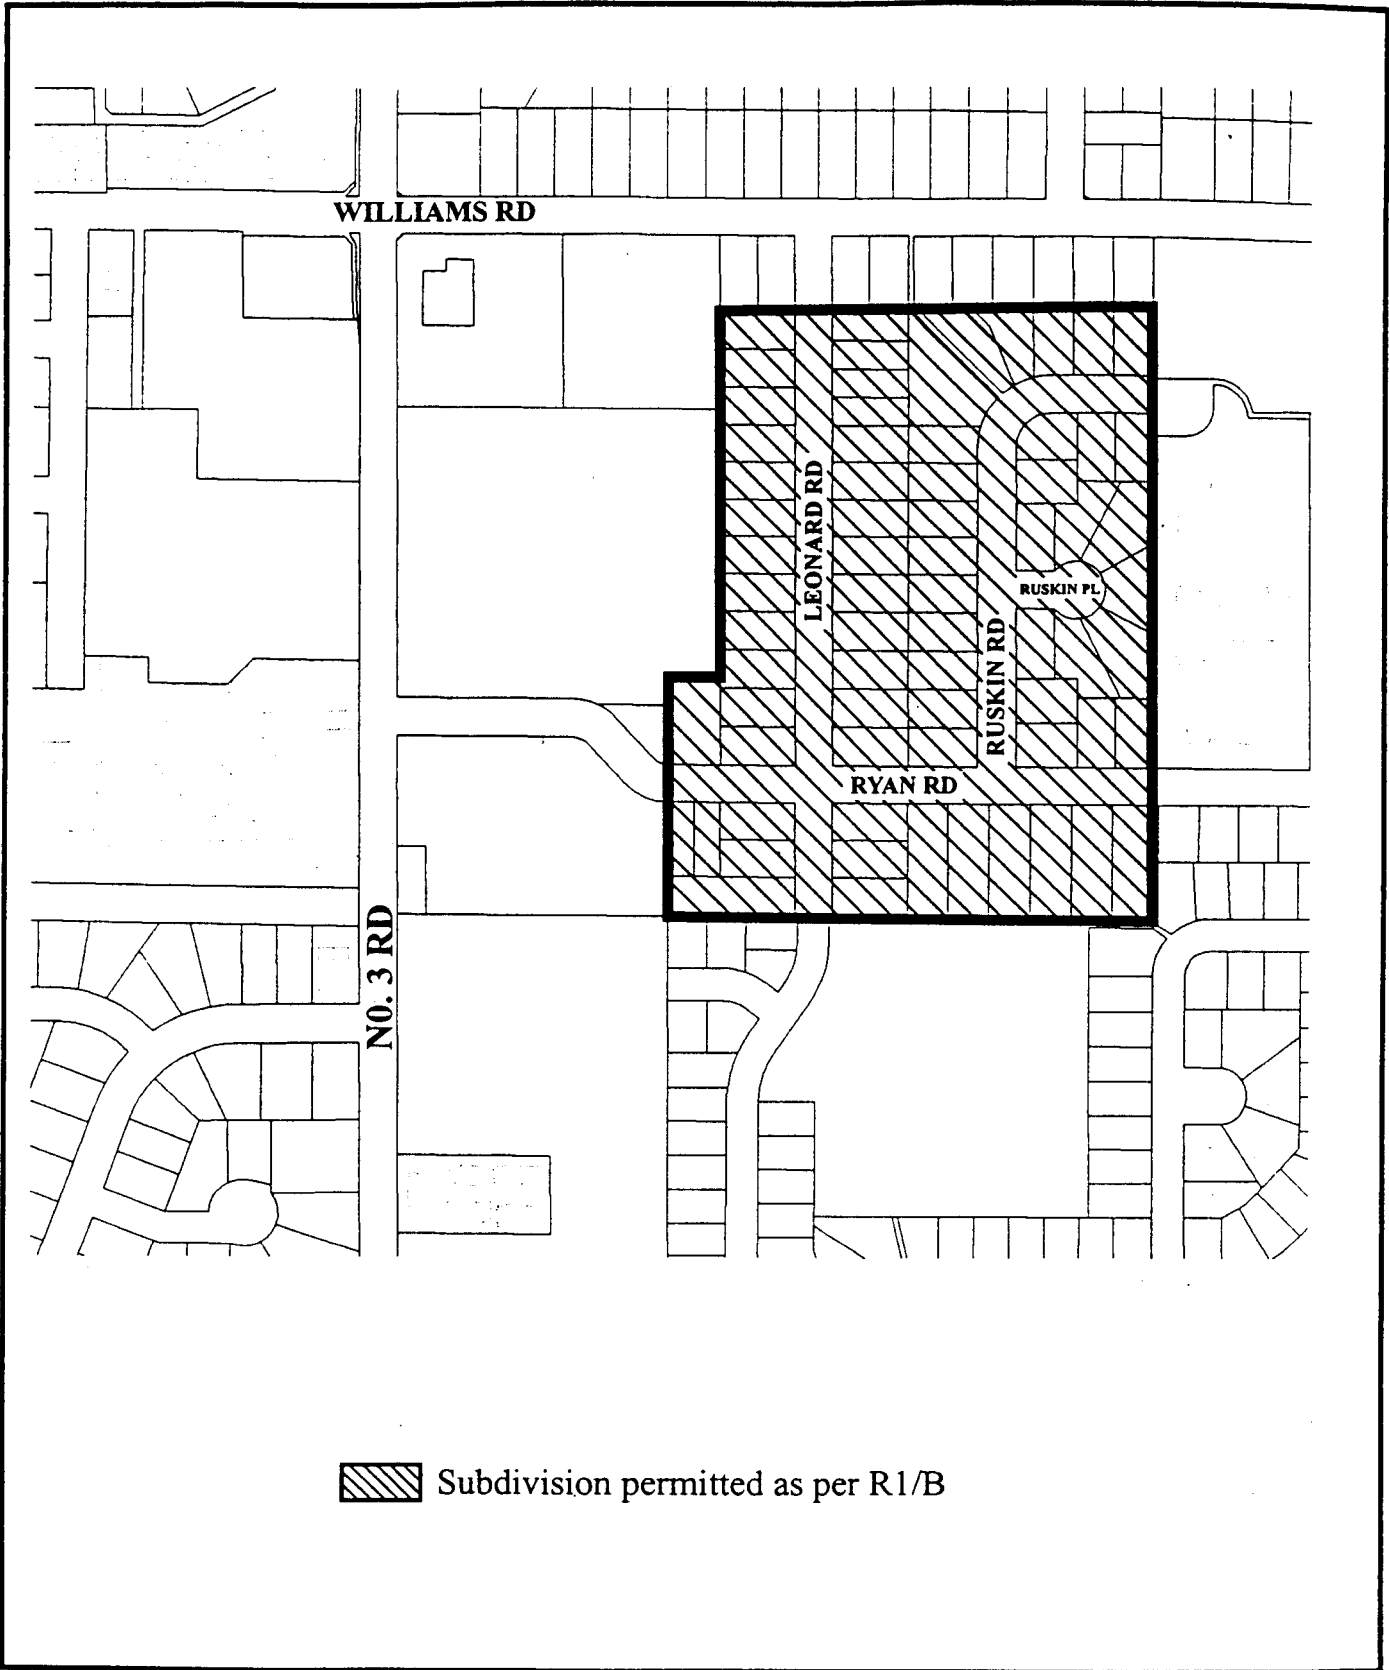 WILLIAMS RD
LEONARD RD
RUSKIN PL
RUSKIN RD
RYAN RD
N0. 3 RD
Subdivision permitted as per R1/B